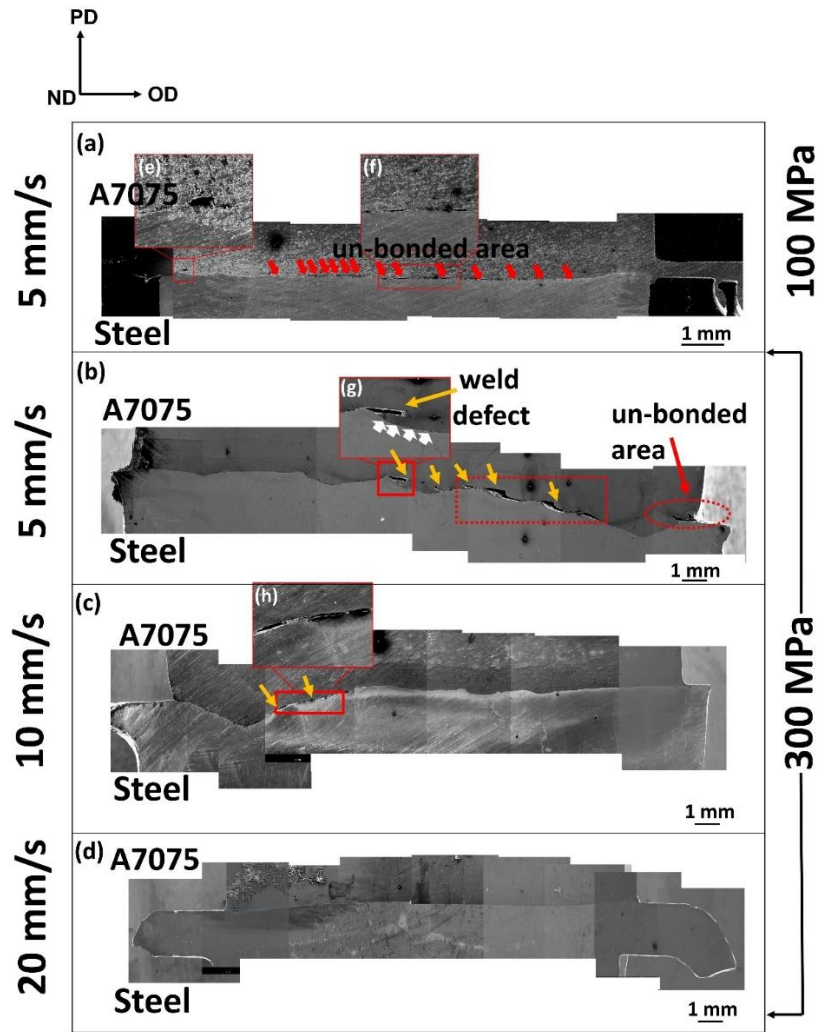 PD
ND
OD
(a)
(e)
(f)
A7075
un-bonded area
5 mm/s
100 MPa
Steel
1 mm
(b)
(g)
weld
defect
A7075
un-bonded
area
5 mm/s
Steel
1 mm
(c)
(h)
A7075
10 mm/s
300 MPa
Steel
1 mm
(d)
A7075
20 mm/s
Steel
1 mm